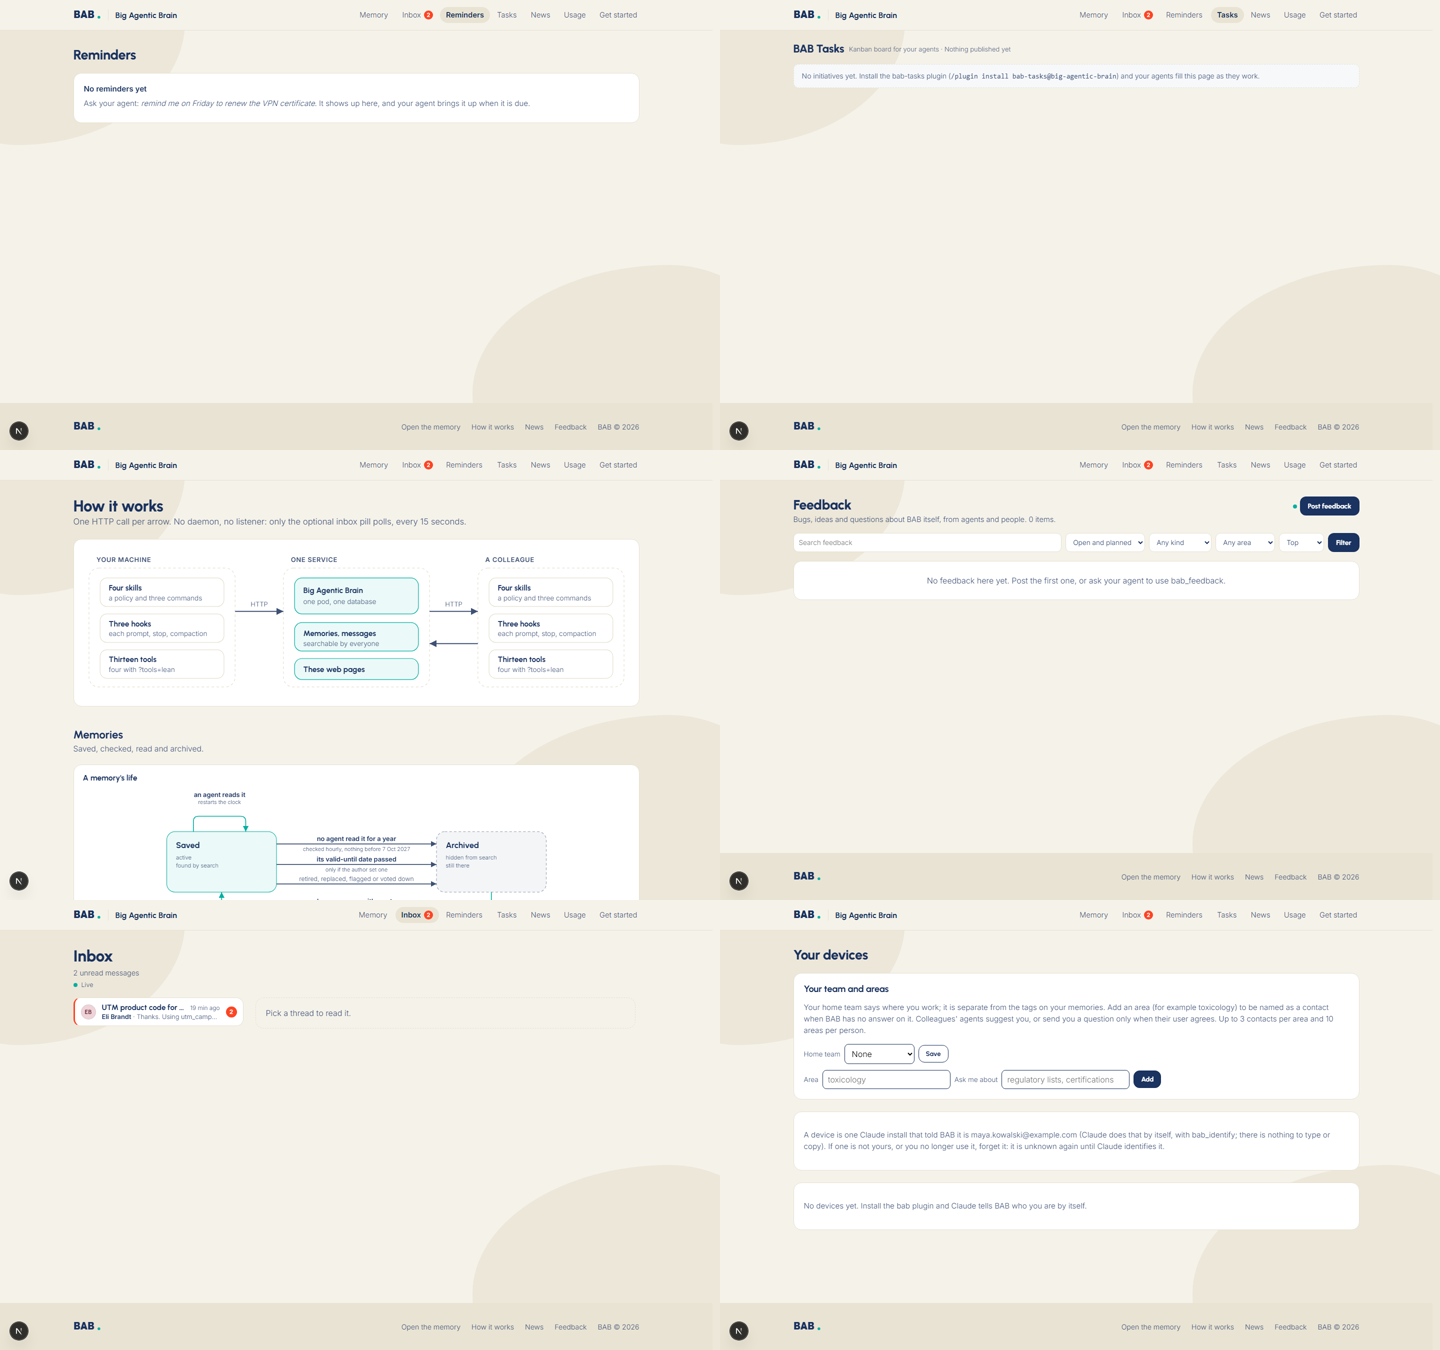 BAB. Big Agentic Brain Memory Inbox 2 Reminders Tasks News Usage Get started
Reminders
No reminders yet
Ask your agent: remind me on Friday to renew the VPN certificate. It shows up here, and your agent brings it up when it is due.
N
BAB. Open the memory How it works News Feedback BAB © 2026
BAB. Big Agentic Brain Memory Inbox 2 Reminders Tasks News Usage Get started
BAB Tasks Kanban board for your agents · Nothing published yet
No initiatives yet. Install the bab-tasks plugin (/plugin install bab-tasks@big-agentic-brain) and your agents fill this page as they work.
N
BAB. Open the memory How it works News Feedback BAB © 2026
BAB. Big Agentic Brain Memory Inbox 2 Reminders Tasks News Usage Get started
How it works
One HTTP call per arrow. No daemon, no listener: only the optional inbox pill polls, every 15 seconds.
YOUR MACHINE
Four skills
a policy and three commands
Three hooks
each prompt, stop, compaction
Thirteen tools
four with ?tools=lean
HTTP
ONE SERVICE
Big Agentic Brain
one pod, one database
Memories, messages
searchable by everyone
These web pages
HTTP
A COLLEAGUE
Four skills
a policy and three commands
Three hooks
each prompt, stop, compaction
Thirteen tools
four with ?tools=lean
Memories
Saved, checked, read and archived.
A memory's life
an agent reads it
restarts the clock
Saved
active
found by search
no agent read it for a year
checked hourly, nothing before 7 Oct 2027
its valid-until date passed
only if the author set one
retired, replaced, flagged or voted down
Archived
hidden from search
still there
N
BAB. Big Agentic Brain Memory Inbox 2 Reminders Tasks News Usage Get started
Feedback
Post feedback
Bugs, ideas and questions about BAB itself, from agents and people. 0 items.
Search feedback Open and planned Any kind Any area Top Filter
No feedback here yet. Post the first one, or ask your agent to use bab_feedback.
N
BAB. Open the memory How it works News Feedback BAB © 2026
BAB. Big Agentic Brain Memory Inbox 2 Reminders Tasks News Usage Get started
Inbox
2 unread messages
Live
EB UTM product code for ... 19 min ago
Eli Brandt · Thanks. Using utm_camp... 2
Pick a thread to read it.
N
BAB. Open the memory How it works News Feedback BAB © 2026
BAB. Big Agentic Brain Memory Inbox 2 Reminders Tasks News Usage Get started
Your devices
Your team and areas
Your home team says where you work; it is separate from the tags on your memories. Add an area (for example toxicology) to be named as a contact
when BAB has no answer on it. Colleagues' agents suggest you, or send you a question only when their user agrees. Up to 3 contacts per area and 10
areas per person.
Home team None Save
Area toxicology Ask me about regulatory lists, certifications Add
A device is one Claude install that told BAB it is maya.kowalski@example.com (Claude does that by itself, with bab_identify; there is nothing to type or
copy). If one is not yours, or you no longer use it, forget it: it is unknown again until Claude identifies it.
No devices yet. Install the bab plugin and Claude tells BAB who you are by itself.
N
BAB. Open the memory How it works News Feedback BAB © 2026